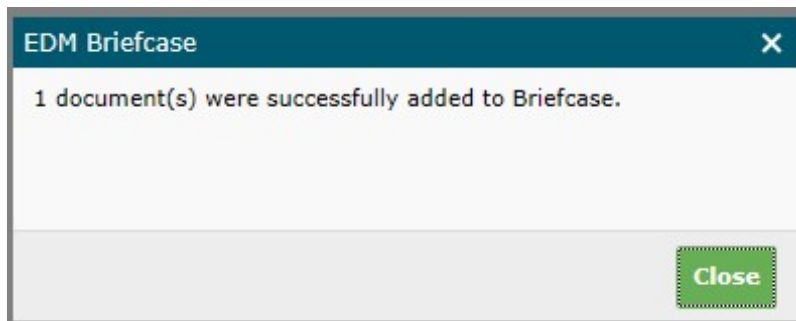 EDM Briefcase
1 document(s) were successfully added to Briefcase.
Close